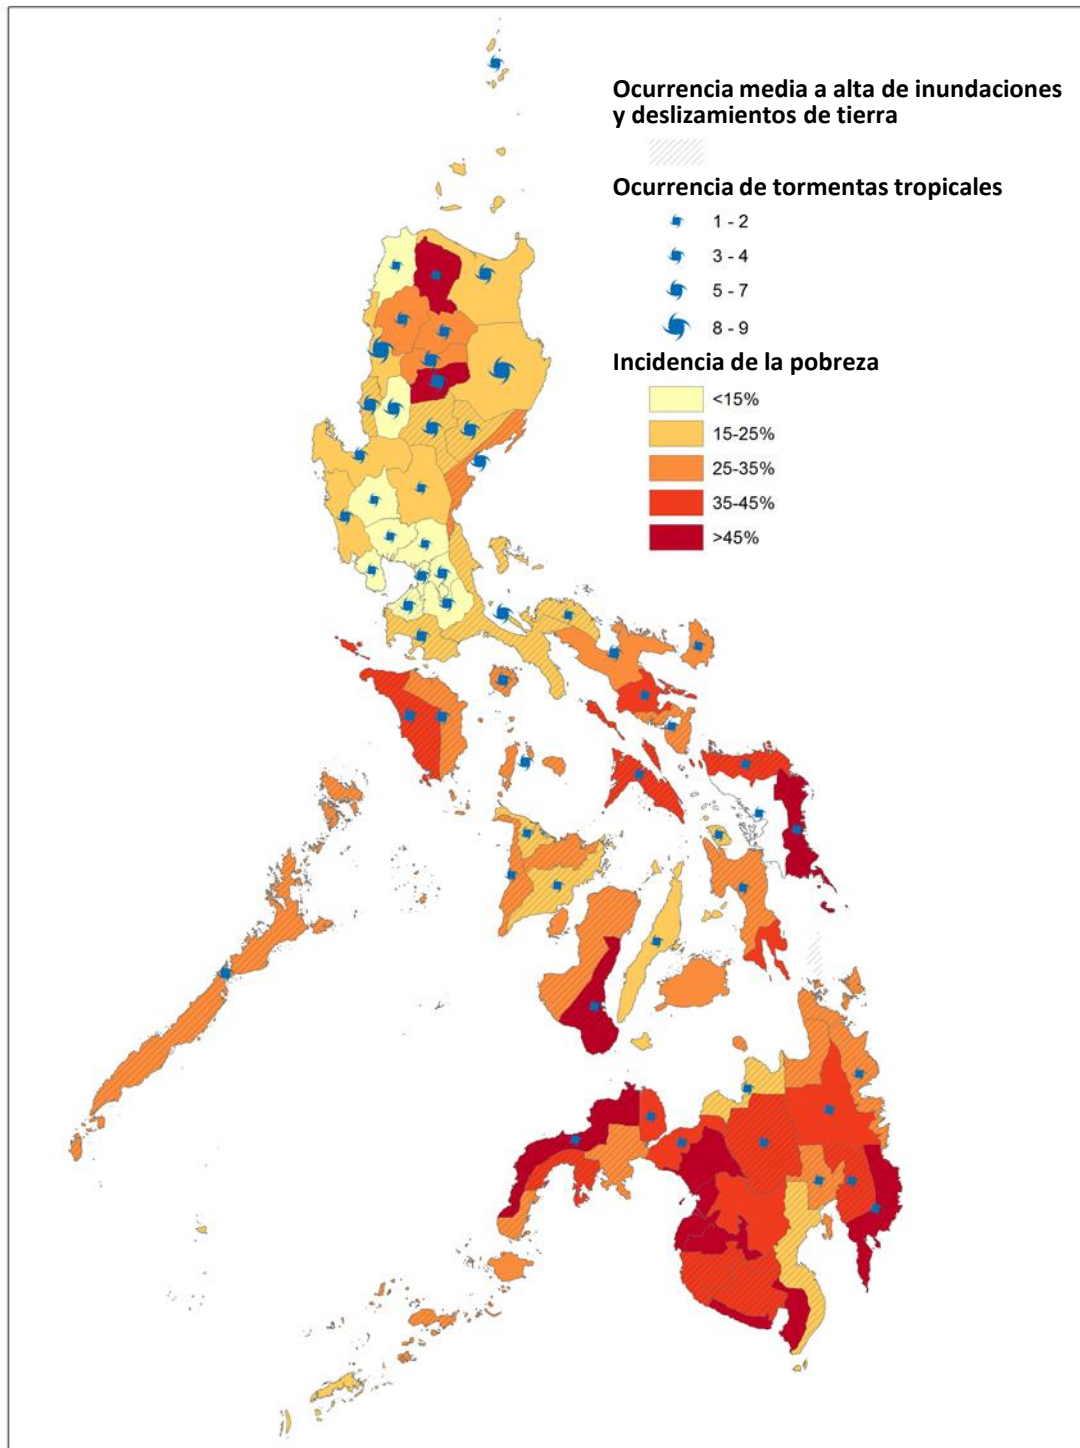 Ocurrencia media a alta de inundaciones
y deslizamientos de tierra
Ocurrencia de tormentas tropicales
1 - 2
3 - 4
5 - 7
8 - 9
Incidencia de la pobreza
<15%
15-25%
25-35%
35-45%
>45%